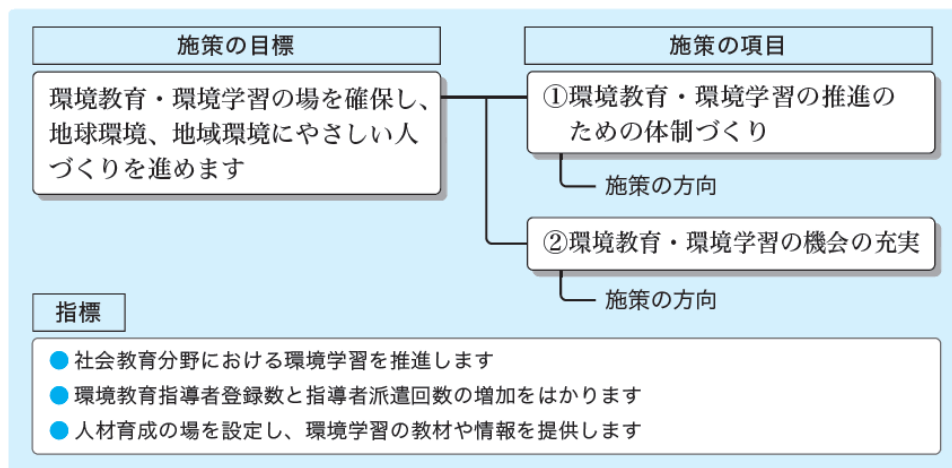 施策の目標
環境教育・環境学習の場を確保し、
地球環境、地域環境にやさしい人
づくりを進めます
施策の項目
①環境教育・環境学習の推進の
ための体制づくり
施策の方向
②環境教育・環境学習の機会の充実
施策の方向
指標
● 社会教育分野における環境学習を推進します
● 環境教育指導者登録数と指導者派遣回数の増加をはかります
● 人材育成の場を設定し、環境学習の教材や情報を提供します